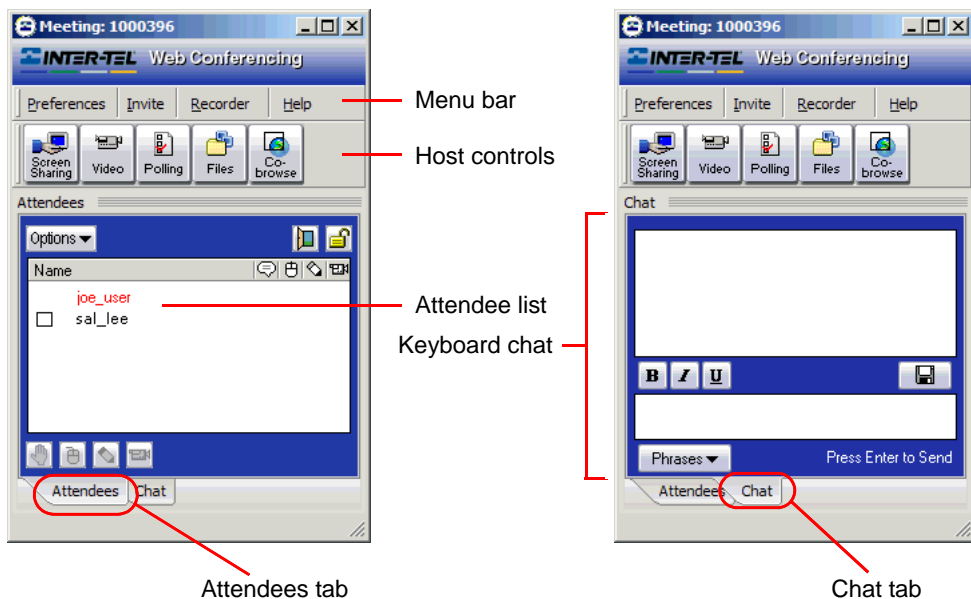 Meeting: 1000396
INTER-TEL Web Conferencing
Preferences Invite Recorder Help
Screen Sharing
Video
Polling
Files
Co-browse
Attendees
Options
Name
joe_user
sal_lee
Attendees Chat
Attendees tab
Menu bar
Host controls
Attendee list
Keyboard chat
Meeting: 1000396
INTER-TEL Web Conferencing
Preferences Invite Recorder Help
Screen Sharing
Video
Polling
Files
Co-browse
Chat
B I U
Phrases Press Enter to Send
Attendees Chat
Chat tab